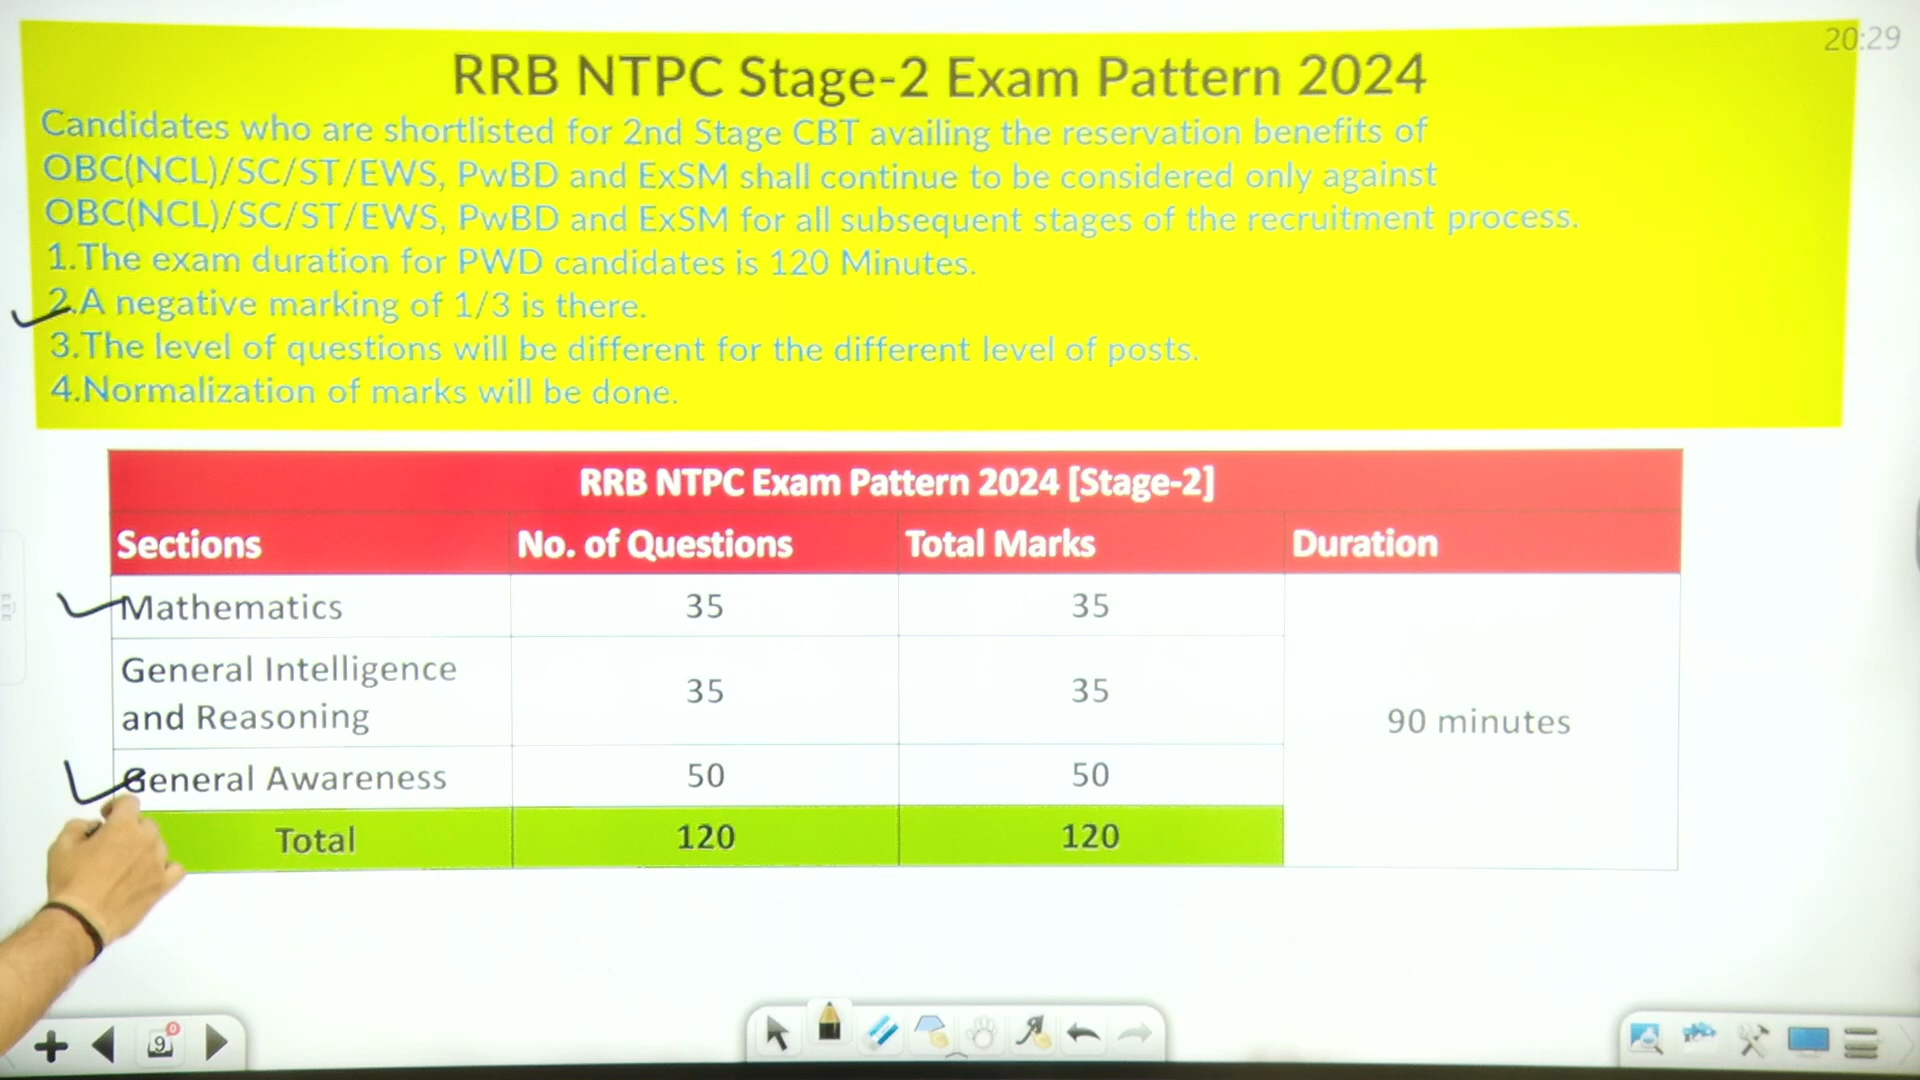 20:29
RRB NTPC Stage-2 Exam Pattern 2024
Candidates who are shortlisted for 2nd Stage CBT availing the reservation benefits of
OBC(NCL)/SC/ST/EWS, PwBD and ExSM shall continue to be considered only against
OBC(NCL)/SC/ST/EWS, PwBD and ExSM for all subsequent stages of the recruitment process.
1.The exam duration for PWD candidates is 120 Minutes.
2.A negative marking of 1/3 is there.
3.The level of questions will be different for the different level of posts.
4.Normalization of marks will be done.
RRB NTPC Exam Pattern 2024 [Stage-2]
Sections No. of Questions Total Marks Duration
Mathematics 35 35
General Intelligence
and Reasoning 35 35
90 minutes
General Awareness 50 50
Total 120 120
9 0